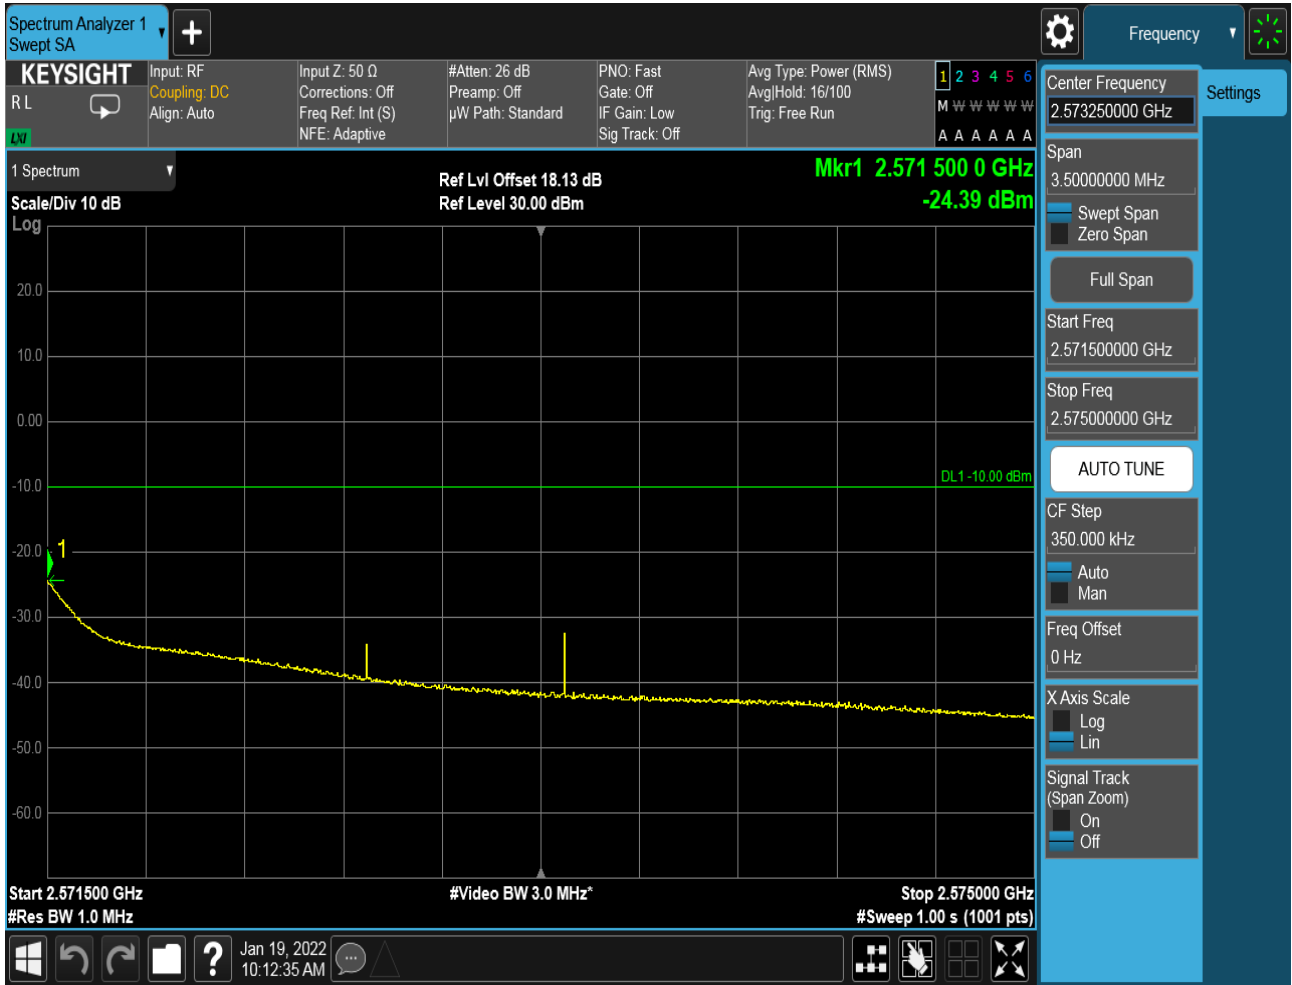 Spectrum Analyzer 1
Swept SA
Frequency
KEYSIGHT
R L
LXI
Input: RF
Coupling: DC
Align: Auto
Input Z: 50 Ω
Corrections: Off
Freq Ref: Int (S)
NFE: Adaptive
#Atten: 26 dB
Preamp: Off
µW Path: Standard
PNO: Fast
Gate: Off
IF Gain: Low
Sig Track: Off
Avg Type: Power (RMS)
Avg|Hold: 16/100
Trig: Free Run
1 2 3 4 5 6
M W W W W W
A A A A A A
1 Spectrum
Scale/Div 10 dB
Log
Ref Lvl Offset 18.13 dB
Ref Level 30.00 dBm
Mkr1 2.571 500 0 GHz
-24.39 dBm
20.0
10.0
0.00
-10.0
-20.0
-30.0
-40.0
-50.0
-60.0
DL1 -10.00 dBm
1
Start 2.571500 GHz
#Res BW 1.0 MHz
#Video BW 3.0 MHz*
Stop 2.575000 GHz
#Sweep 1.00 s (1001 pts)
Center Frequency
2.573250000 GHz
Settings
Span
3.50000000 MHz
Swept Span
Zero Span
Full Span
Start Freq
2.571500000 GHz
Stop Freq
2.575000000 GHz
AUTO TUNE
CF Step
350.000 kHz
Auto
Man
Freq Offset
0 Hz
X Axis Scale
Log
Lin
Signal Track
(Span Zoom)
On
Off
?
Jan 19, 2022
10:12:35 AM